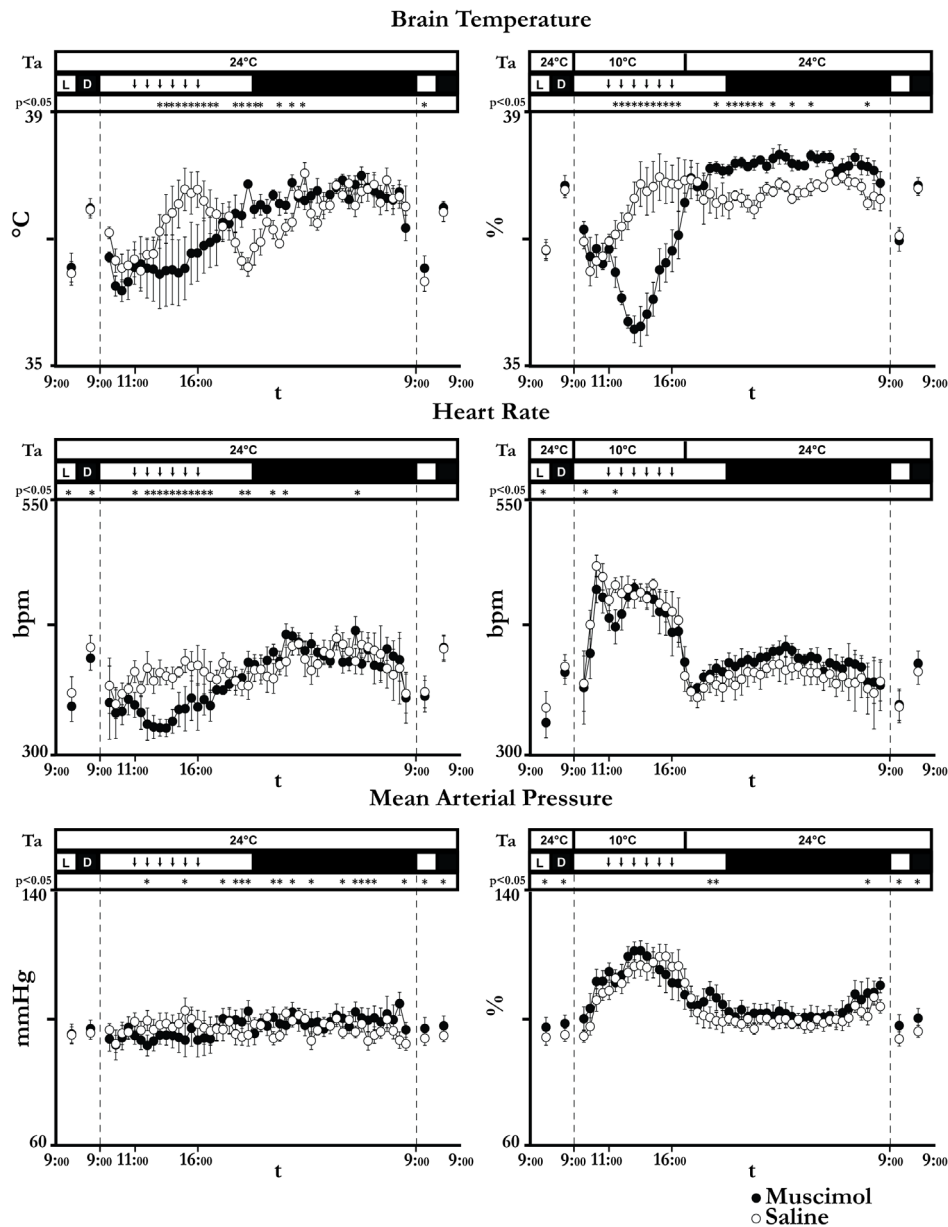 Brain Temperature
Ta 24°C 24°C 10°C 24°C
L D L D
p<0.05 ******************* * * * * p<0.05 *********** * ****** * * * *
39 39
°C %
35 35
9:00 9:00 11:00 16:00 9:00 9:00 9:00 9:00 11:00 16:00 9:00 9:00
t t
Heart Rate
Ta 24°C Ta 24°C 10°C 24°C
L D L D
p<0.05 * * * *********** ** * * * p<0.05 * * *
550 550
bpm bpm
300 300
9:00 9:00 11:00 16:00 9:00 9:00 9:00 9:00 11:00 16:00 9:00 9:00
t t
Mean Arterial Pressure
Ta 24°C Ta 24°C 10°C 24°C
L D L D
p<0.05 * * * *** ** * * * **** * * * p<0.05 * * ** * * *
140 140
mmHg %
60 60
9:00 9:00 11:00 16:00 9:00 9:00 9:00 9:00 11:00 16:00 9:00 9:00
t t
Muscimol
Saline